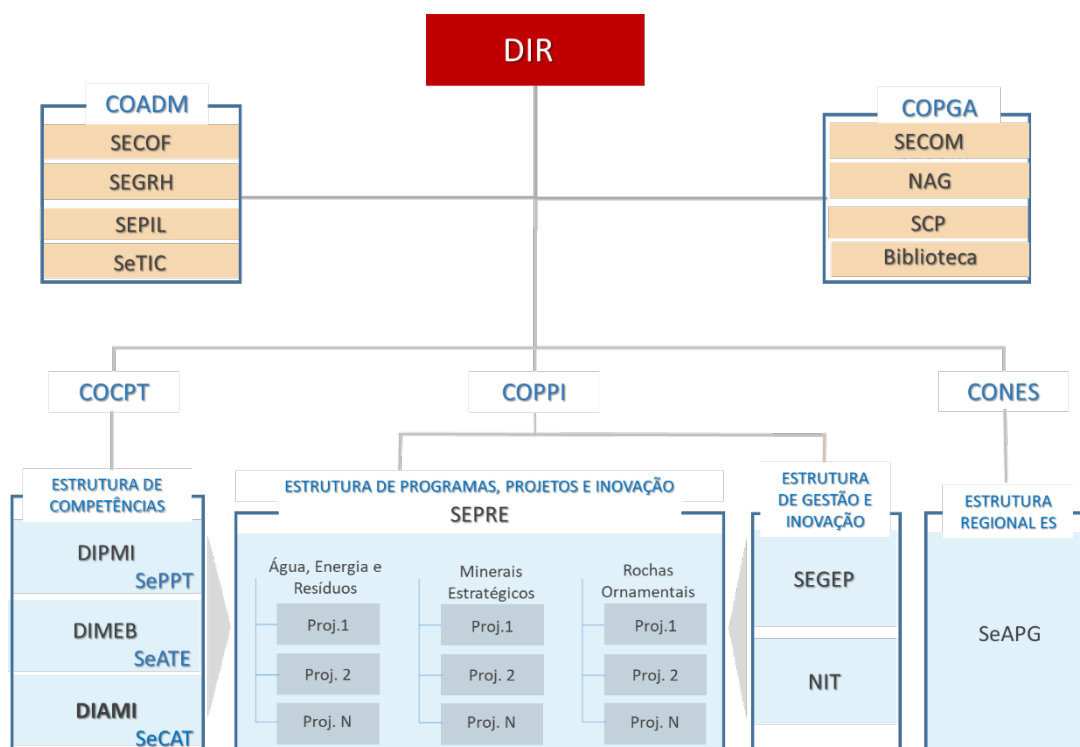 DIR
COADM
SECOF
SEGRH
SEPIL
SeTIC
COPGA
SECOM
NAG
SCP
Biblioteca
COCPT
COPPI
CONES
ESTRUTURA DE
COMPETÊNCIAS
DIPMI
SePPT
DIMEB
SeATE
DIAMI
SeCAT
ESTRUTURA DE PROGRAMAS, PROJETOS E INOVAÇÃO
SEPRE
Água, Energia e
Resíduos
Proj.1
Proj. 2
Proj. N
Minerais
Estratégicos
Proj.1
Proj. 2
Proj. N
Rochas
Ornamentais
Proj.1
Proj. 2
Proj. N
ESTRUTURA
DE GESTÃO E
INOVAÇÃO
SEGEP
NIT
ESTRUTURA
REGIONAL ES
SeAPG